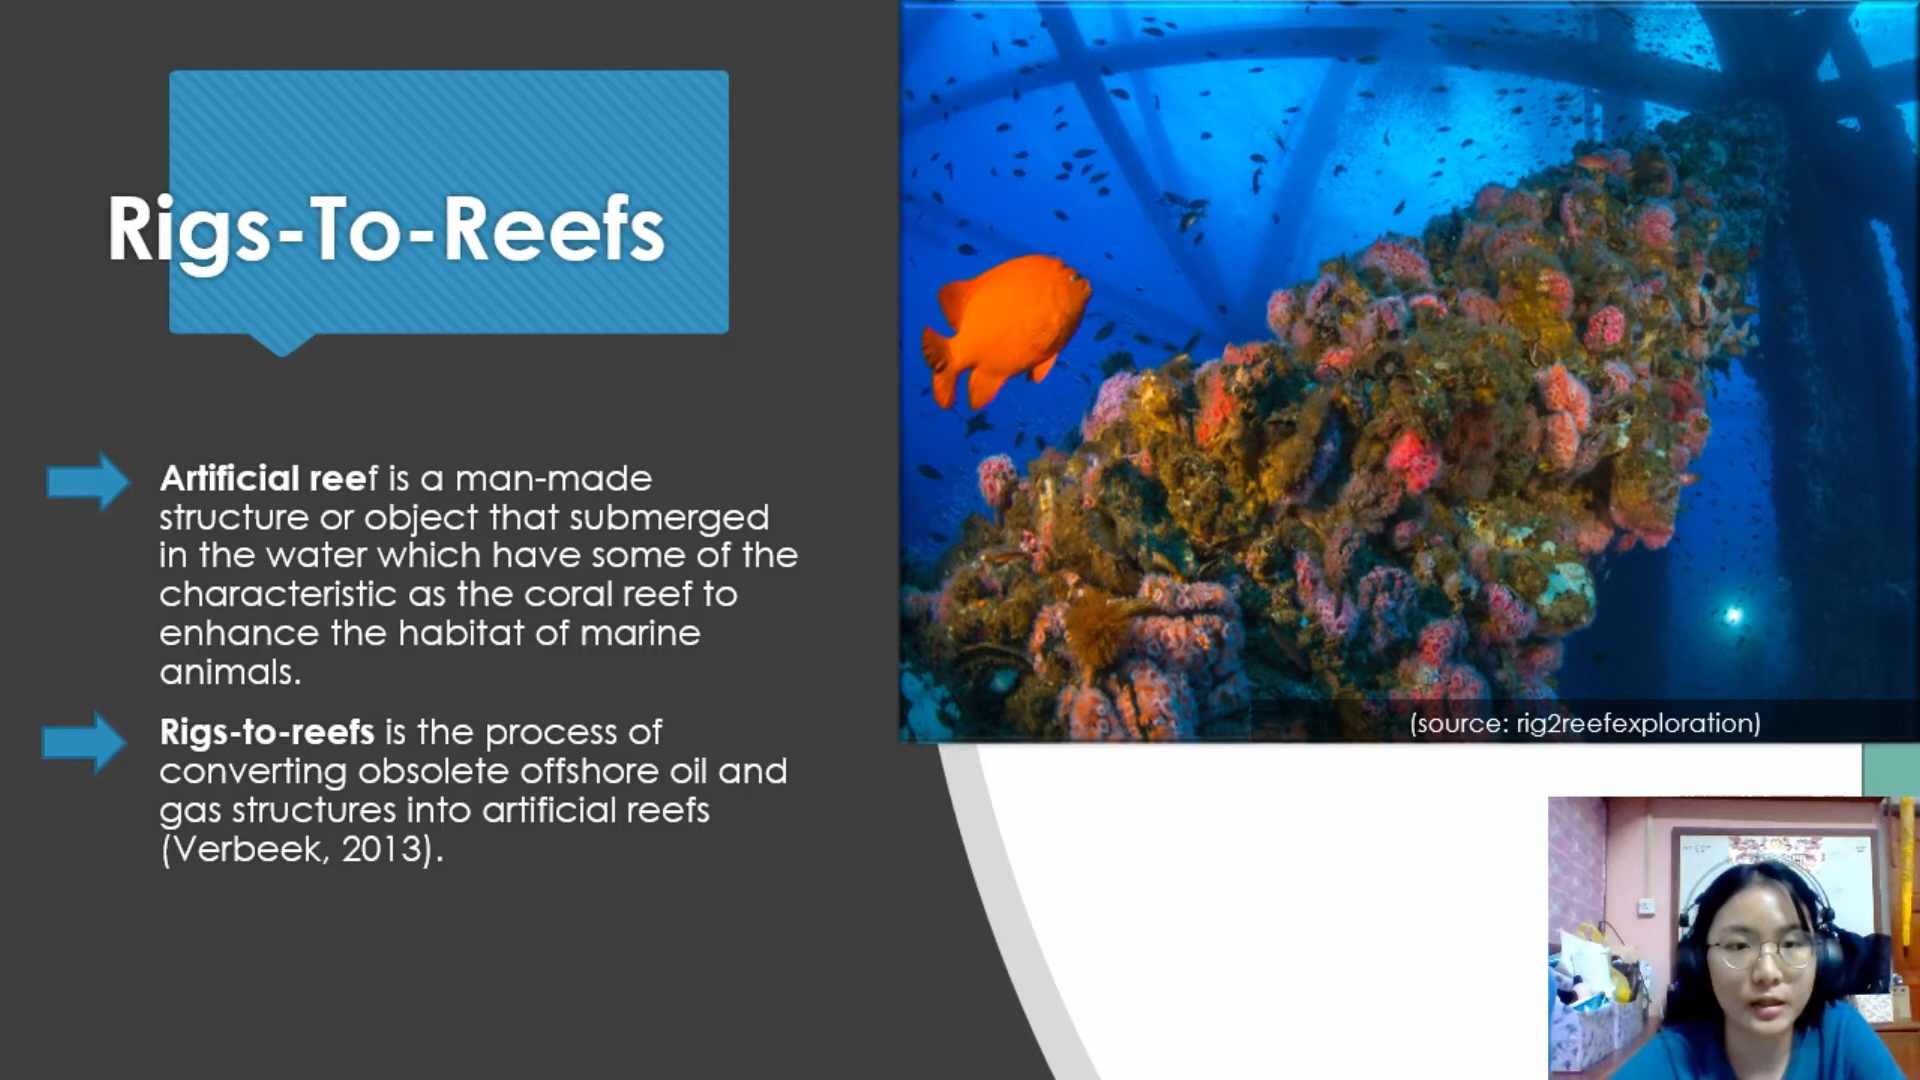 Rigs-To-Reefs
Artificial reef is a man-made
structure or object that submerged
in the water which have some of the
characteristic as the coral reef to
enhance the habitat of marine
animals.
Rigs-to-reefs is the process of
converting obsolete offshore oil and
gas structures into artificial reefs
(Verbeek, 2013).
(source: rig2reefexploration)